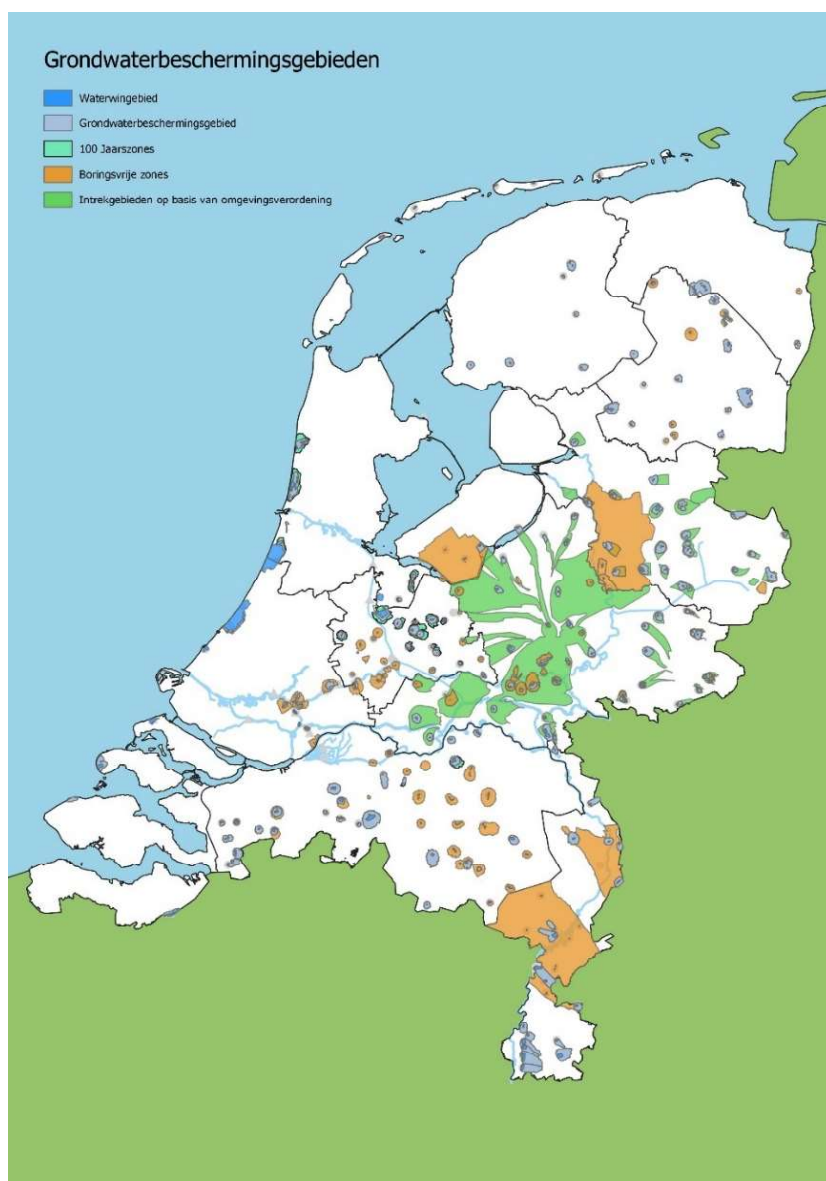 Grondwaterbeschermingsgebieden
Waterwingebied
Grondwaterbeschermingsgebied
100 Jaarszones
Boringsvrije zones
Intrekgebieden op basis van omgevingsverordening